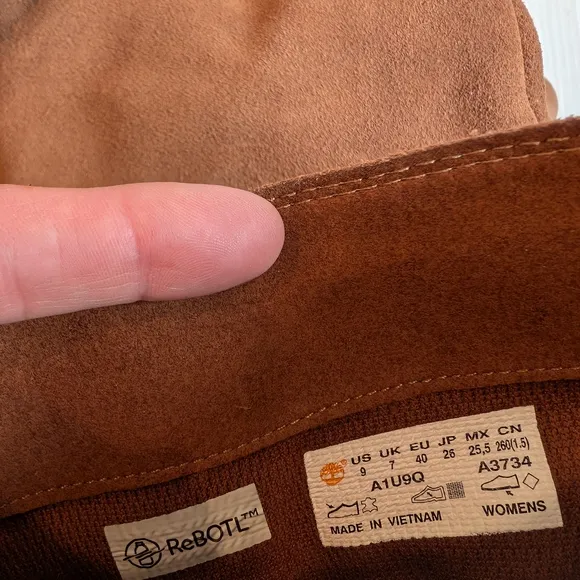 US UK EU JP MX CN
9 7 40 26 25,5 260(1.5)
A1U9Q A3734
MADE IN VIETNAM WOMENS
ReBOTL™